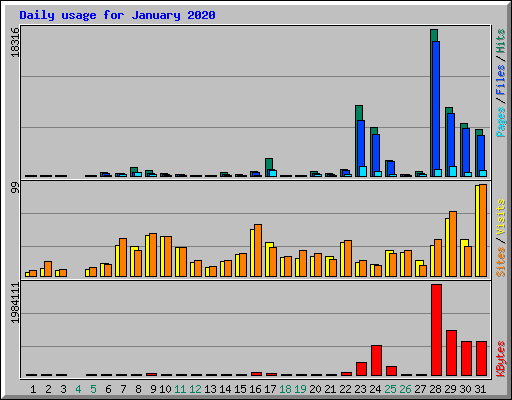 Daily usage for January 2020
18316
Pages / Files / Hits
99
Sites / Visits
1984111
KBytes
1 2 3 4 5 6 7 8 9 10 11 12 13 14 15 16 17 18 19 20 21 22 23 24 25 26 27 28 29 30 31